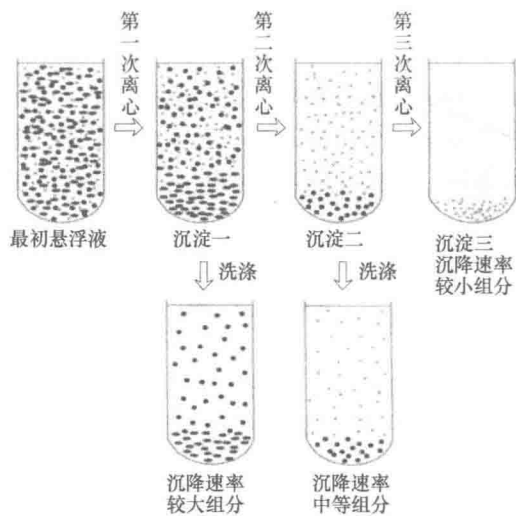 第一次离心
第二次离心
第三次离心
最初悬浮液
沉淀一
沉淀二
沉淀三
沉降速率
较小组分
洗涤
洗涤
沉降速率
较大组分
沉降速率
中等组分